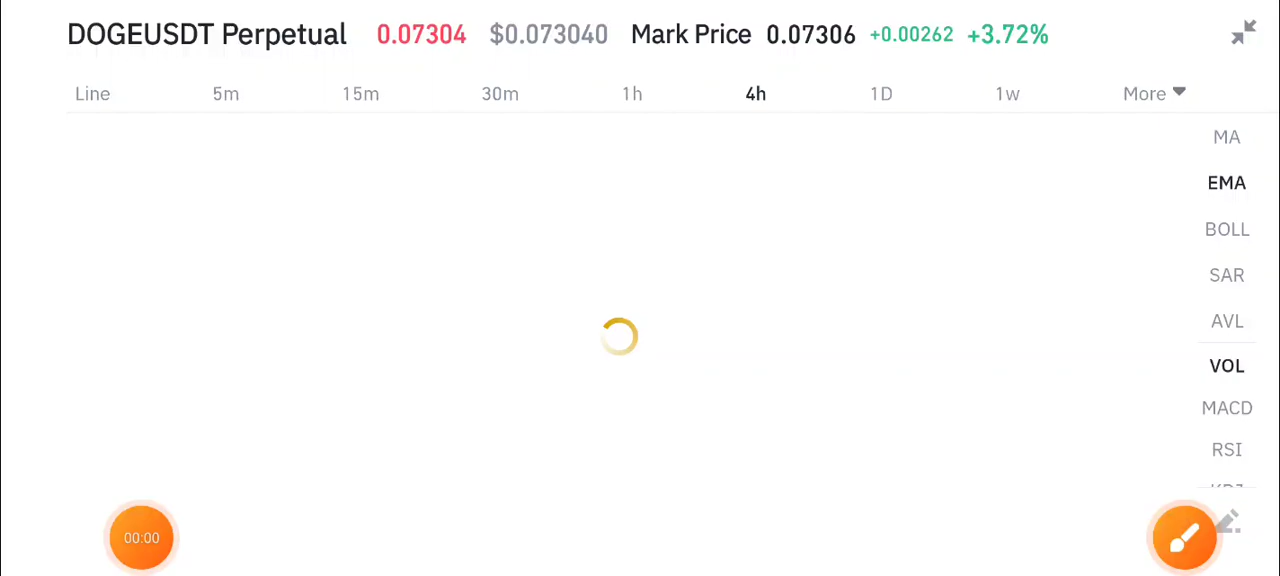 DOGEUSDT Perpetual 0.07304 $0.073040 Mark Price 0.07306 +0.00262 +3.72%
Line 5m 15m 30m 1h 4h 1D 1w More
MA
EMA
BOLL
SAR
AVL
VOL
MACD
RSI
00:00